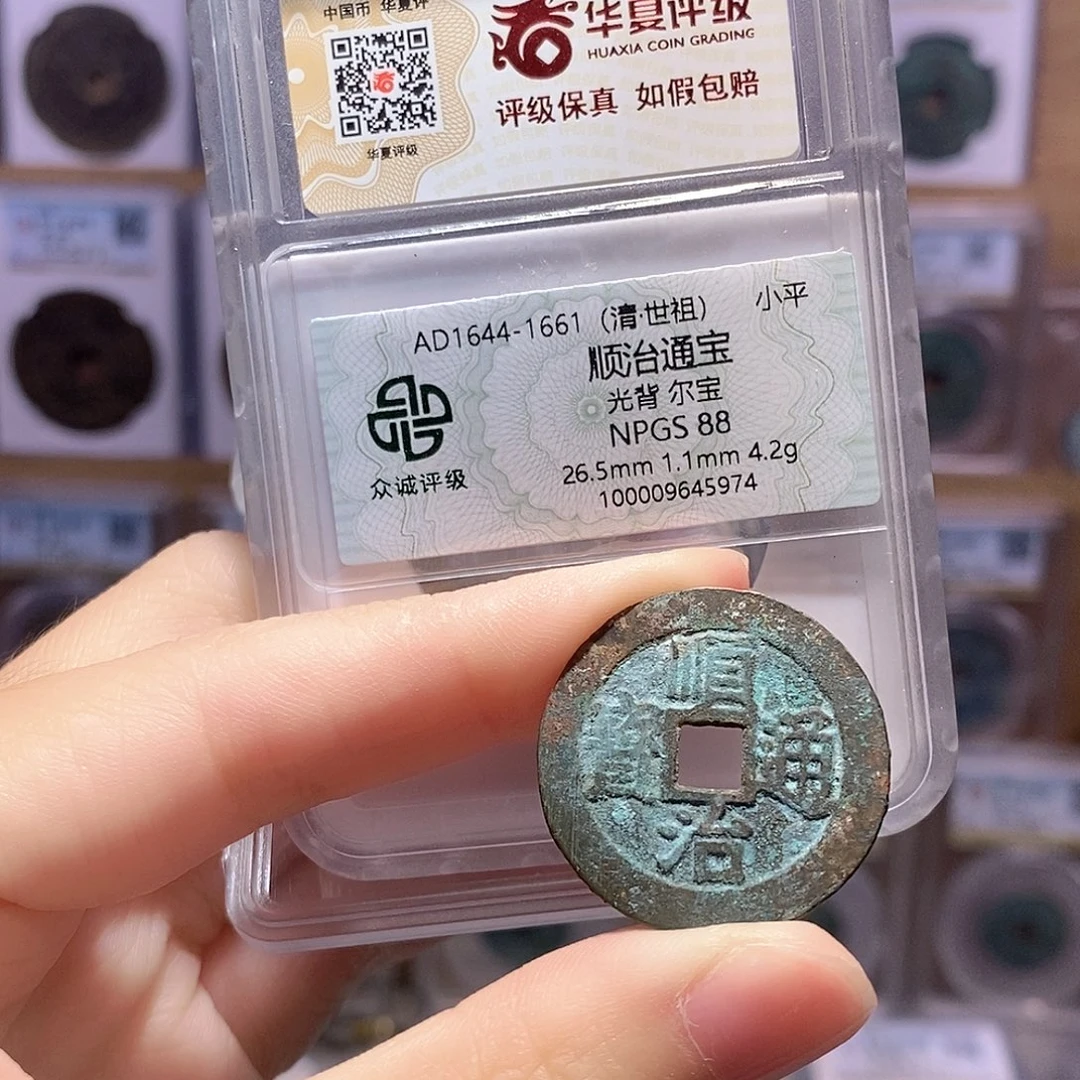 中国币 华夏评
华夏评级
HUAXIA COIN GRADING
评级保真 如假包赔
华夏评级
AD1644-1661（清·世祖） 小平
顺治通宝
光背 尔宝
NPGS 88
26.5mm 1.1mm 4.2g
100009645974
众诚评级
順治通寶